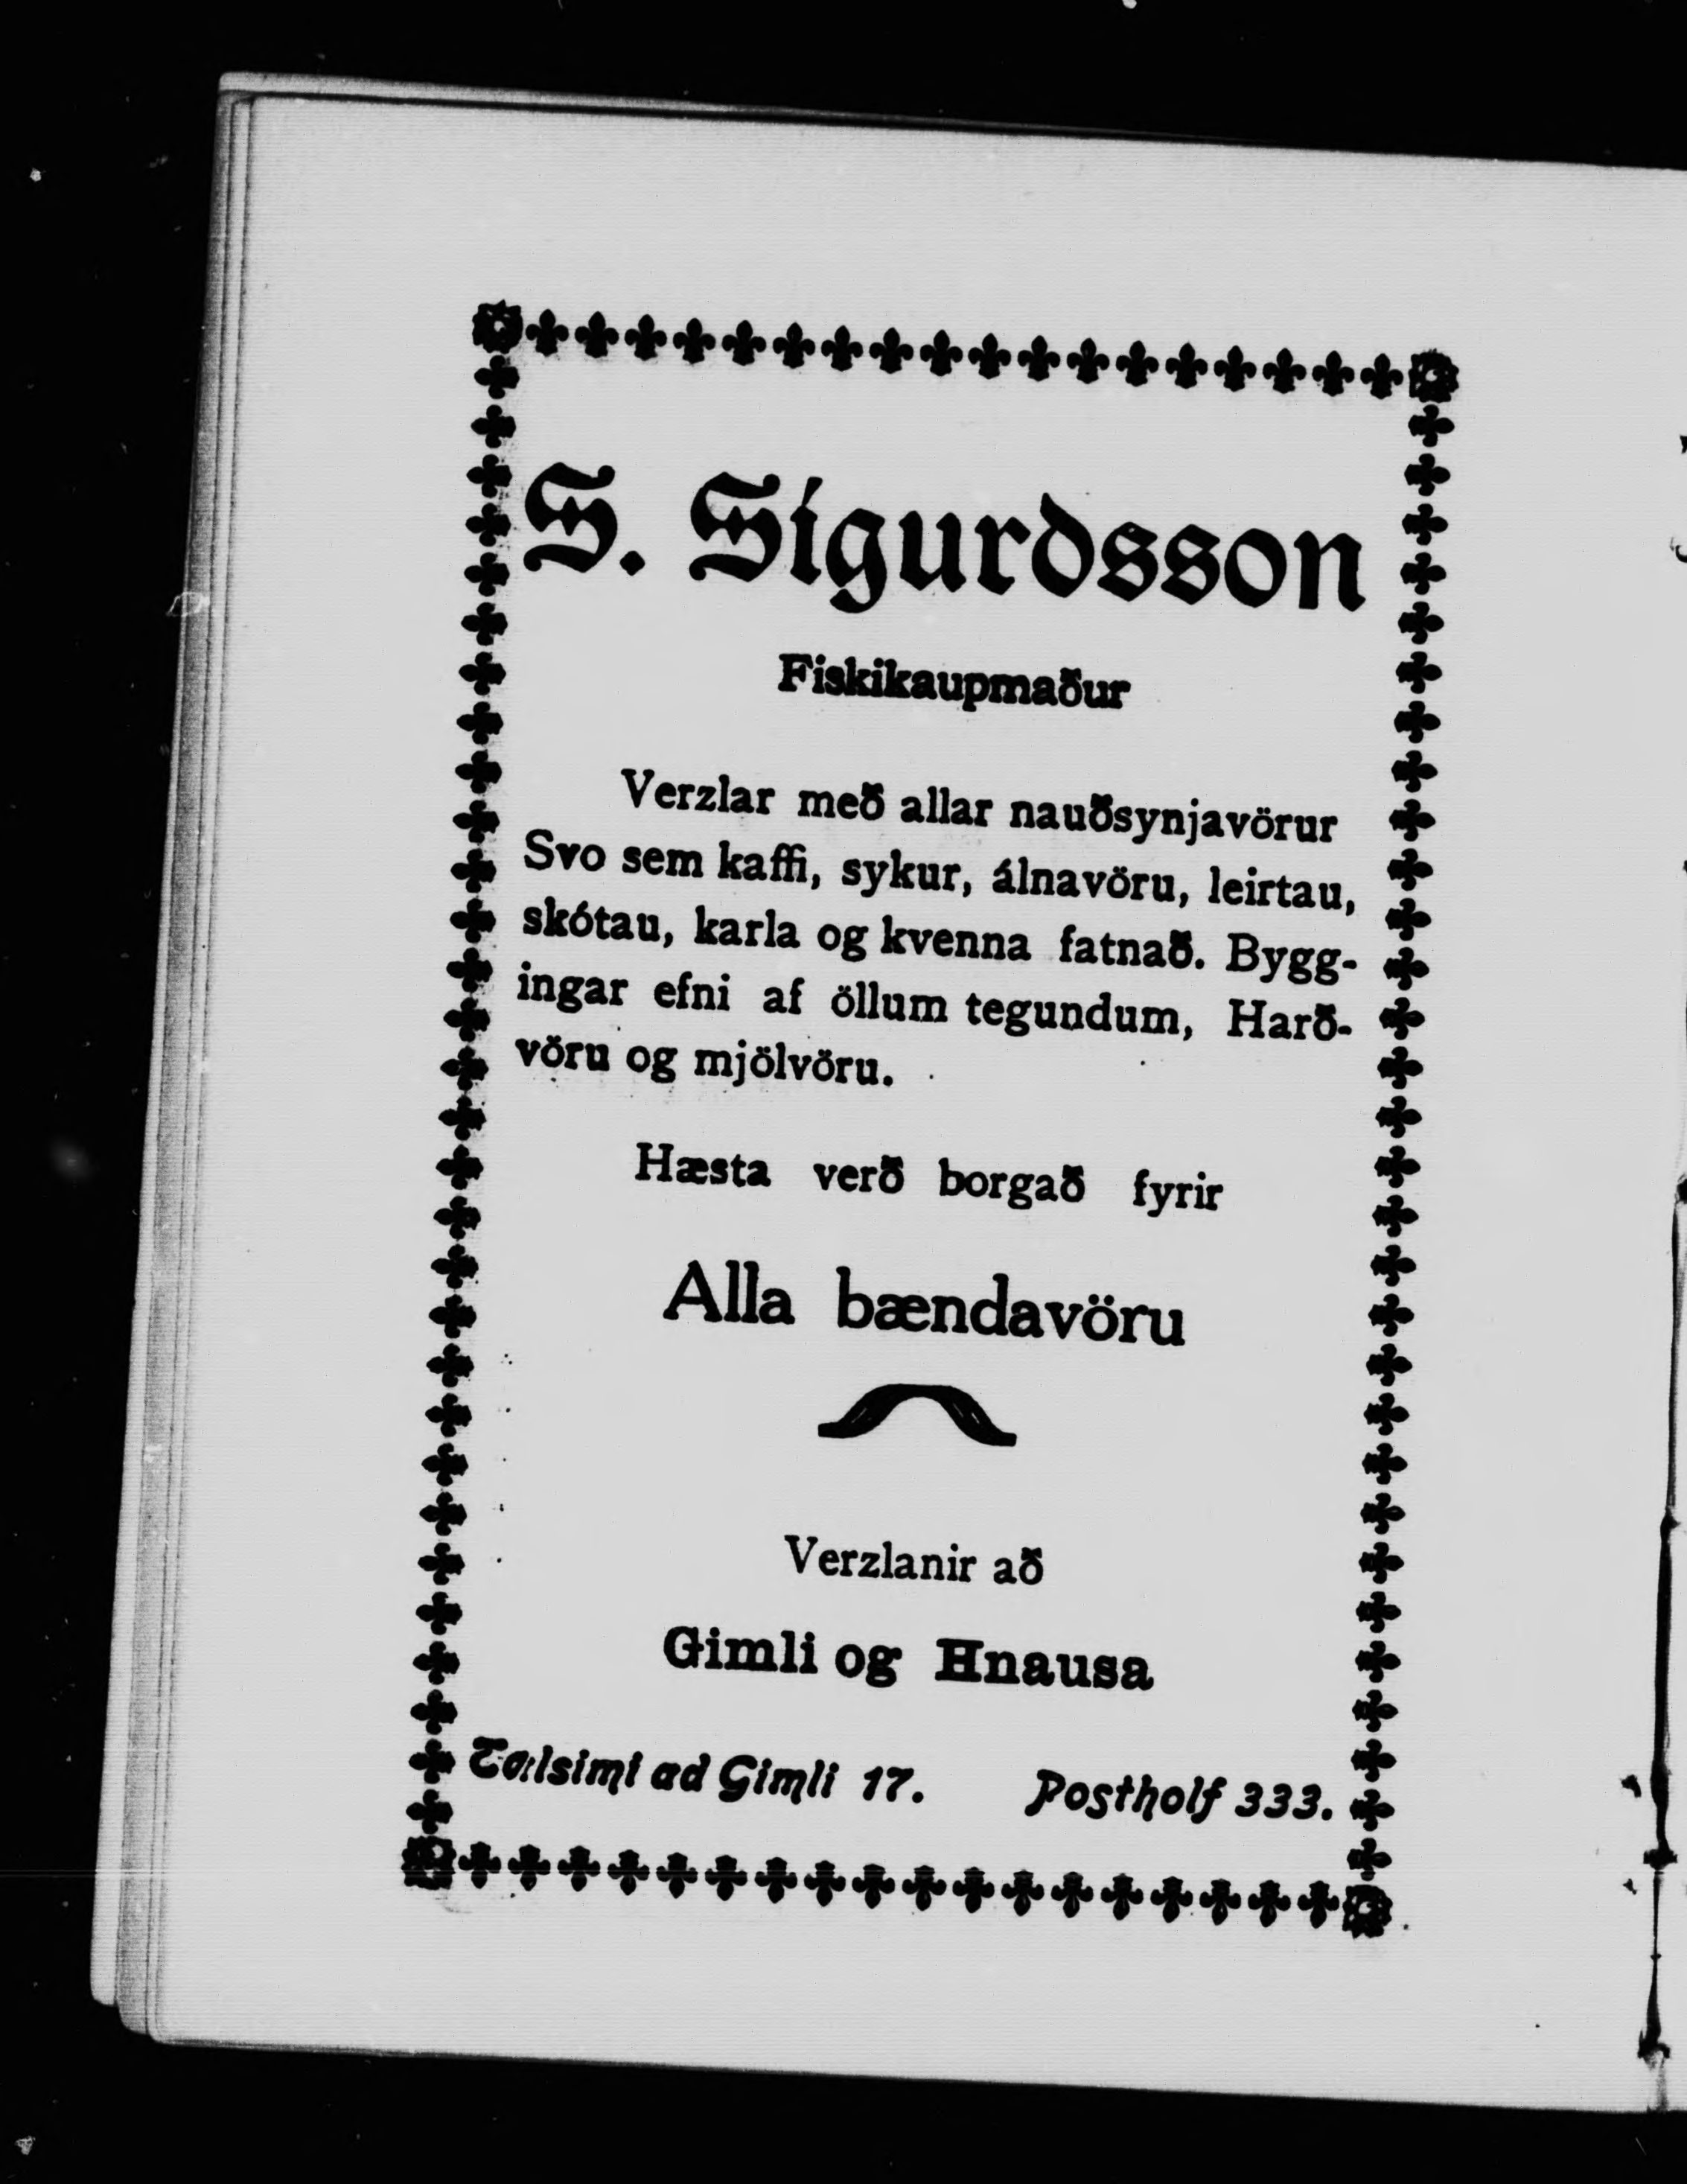 S. Sigurdsson
Fiskikaupmaður
Verzlar með allar nauðsynjavörur
Svo sem kaffi, sykur, álnavöru, leirtau,
skótau, karla og kvenna fatnað. Bygg-
ingar efni af öllum tegundum, Harð-
vöru og mjölvöru.
Hæsta verð borgað fyrir
Alla bændavöru
Verzlanir að
Gimli og Hnausa
Talsimi ad Gimli 17. Postholf 333.